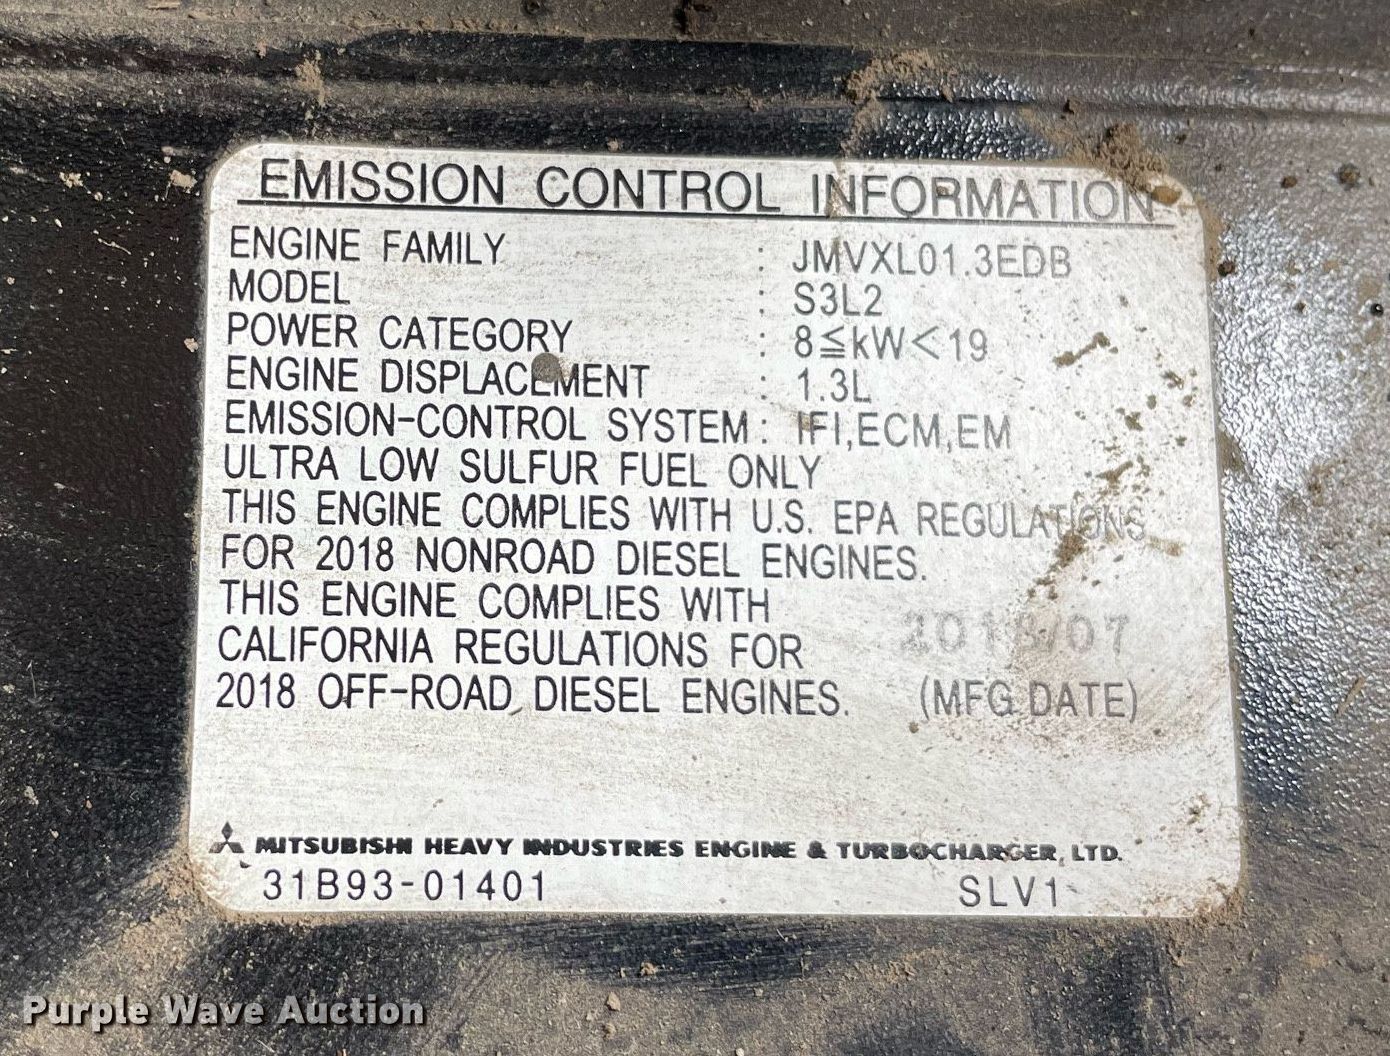 EMISSION CONTROL INFORMATION
ENGINE FAMILY : JMVXL01.3EDB
MODEL : S3L2
POWER CATEGORY : 8≦kW<19
ENGINE DISPLACEMENT : 1.3L
EMISSION-CONTROL SYSTEM : IFI,ECM,EM
ULTRA LOW SULFUR FUEL ONLY
THIS ENGINE COMPLIES WITH U.S. EPA REGULATIONS
FOR 2018 NONROAD DIESEL ENGINES.
THIS ENGINE COMPLIES WITH
CALIFORNIA REGULATIONS FOR 2018/07
2018 OFF-ROAD DIESEL ENGINES. (MFG DATE)
MITSUBISHI HEAVY INDUSTRIES ENGINE & TURBOCHARGER, LTD.
31B93-01401 SLV1
Purple Wave Auction